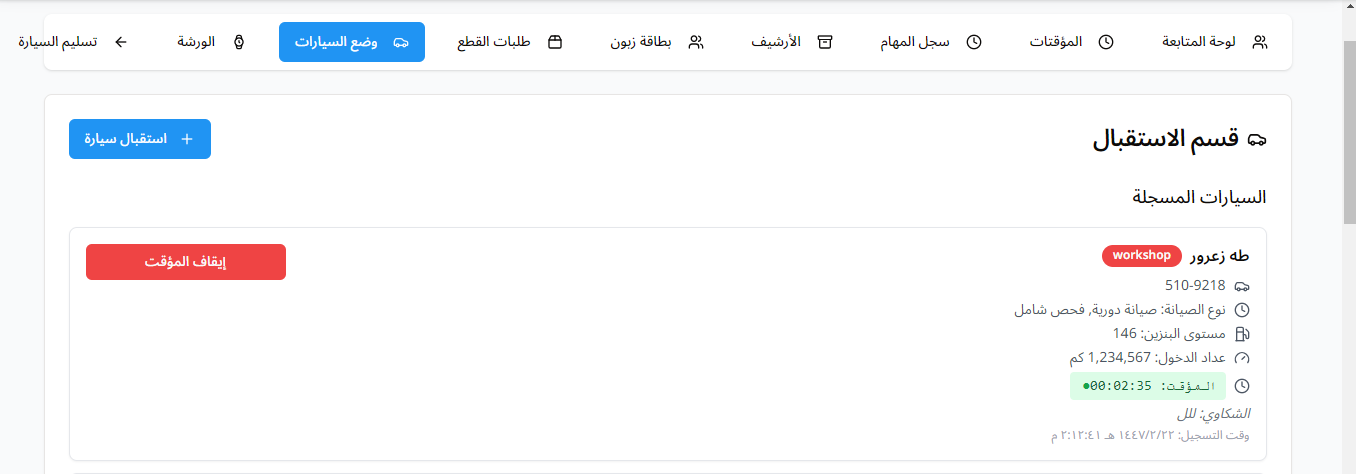 لوحة المتابعة
المؤقتات
سجل المهام
الأرشيف
بطاقة زبون
طلبات القطع
وضع السيارات
الورشة
تسليم السيارة
قسم الاستقبال
استقبال سيارة
السيارات المسجلة
طه زعرور workshop
إيقاف المؤقت
510-9218
نوع الصيانة: صيانة دورية, فحص شامل
مستوى البنزين: 146
عداد الدخول: 1,234,567 كم
المؤقت: 00:02:35
الشكاوي: للل
وقت التسجيل: ١٤٤٧/٢/٢٢ هـ ٢:١٢:٤١ م